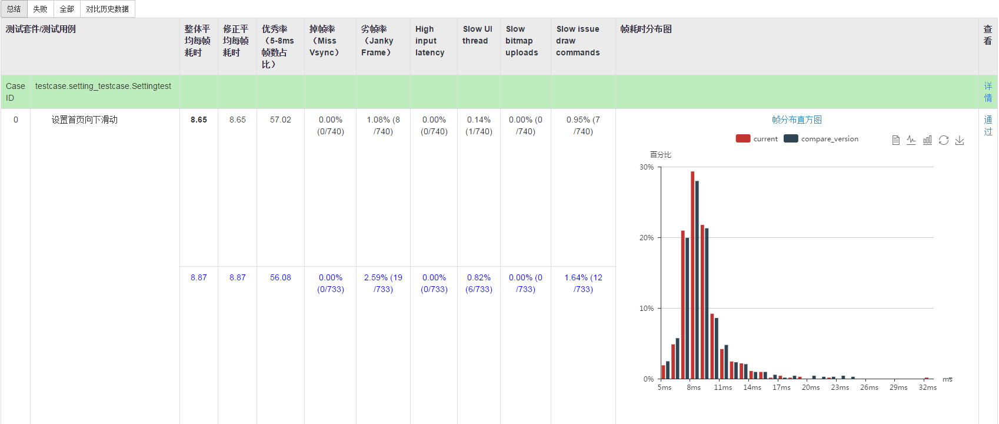 总结 失败 全部 对比历史数据
测试套件/测试用例
整体平
均每帧
耗时
修正平
均每帧
耗时
优秀率
（5-8ms
帧数占
比）
掉帧率
（Miss
Vsync）
劣帧率
（Janky
Frame）
High
input
latency
Slow UI
thread
Slow
bitmap
uploads
Slow issue
draw
commands
帧耗时分布图
查
看
Case
ID
testcase.setting_testcase.Settingtest
详
情
0
设置首页向下滑动
8.65
8.65
57.02
0.00%
(0/740)
1.08% (8
/740)
0.00%
(0/740)
0.14%
(1/740)
0.00% (0
/740)
0.95% (7
/740)
帧分布直方图
通
过
current compare_version
百分比
30%
20%
10%
0%
5ms 8ms 11ms 14ms 17ms 20ms 23ms 26ms 29ms 32ms
ms
8.87
8.87
56.08
0.00%
(0/733)
2.59% (19
/733)
0.00%
(0/733)
0.82%
(6/733)
0.00% (0
/733)
1.64% (12
/733)